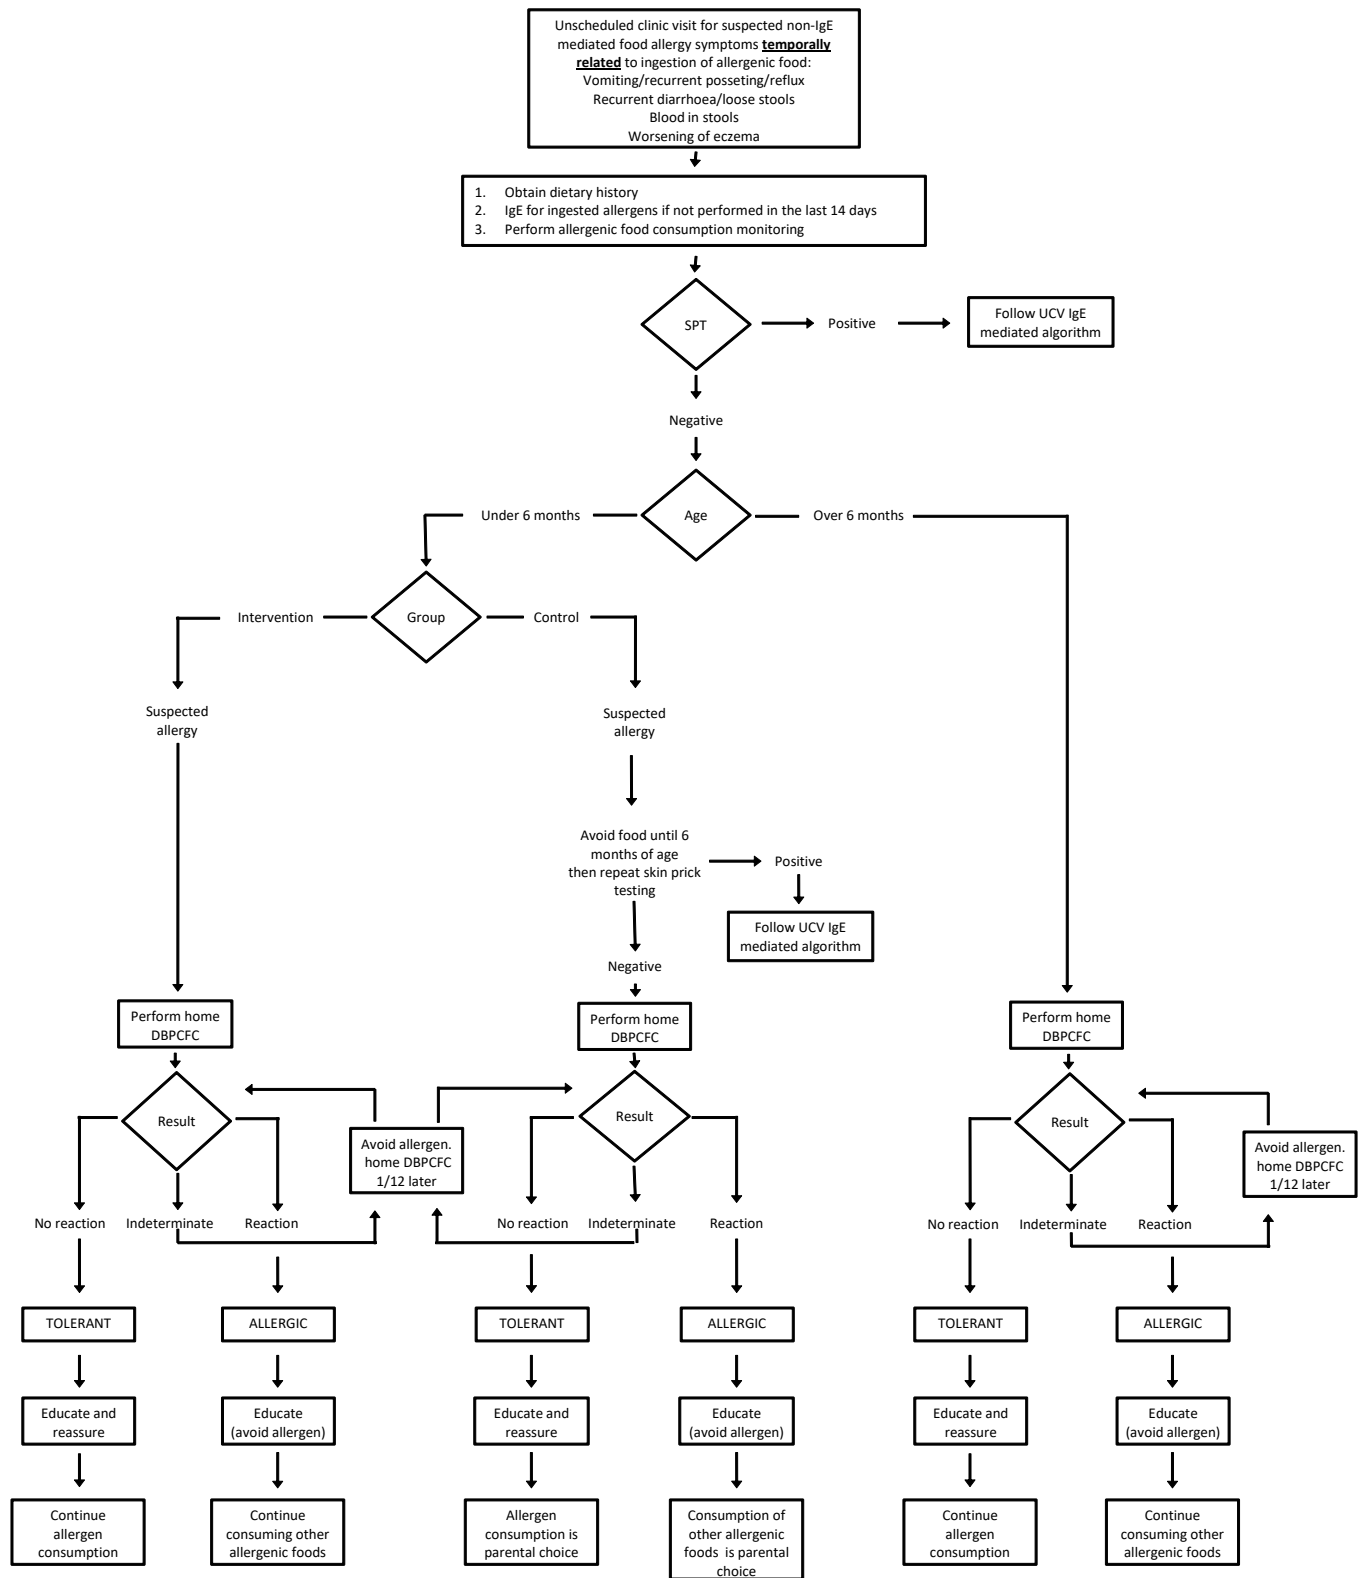 Unscheduled clinic visit for suspected non-IgE
mediated food allergy symptoms temporally
related to ingestion of allergenic food:
Vomiting/recurrent posseting/reflux
Recurrent diarrhoea/loose stools
Blood in stools
Worsening of eczema
1. Obtain dietary history
2. IgE for ingested allergens if not performed in the last 14 days
3. Perform allergenic food consumption monitoring
SPT
Positive
Follow UCV IgE
mediated algorithm
Negative
Under 6 months
Age
Over 6 months
Intervention
Group
Control
Suspected
allergy
Suspected
allergy
Avoid food until 6
months of age
then repeat skin prick
testing
Positive
Follow UCV IgE
mediated algorithm
Negative
Perform home
DBPCFC
Perform home
DBPCFC
Perform home
DBPCFC
Result
Avoid allergen.
home DBPCFC
1/12 later
Result
Result
Avoid allergen.
home DBPCFC
1/12 later
No reaction
Indeterminate
Reaction
No reaction
Indeterminate
Reaction
No reaction
Indeterminate
Reaction
TOLERANT
ALLERGIC
TOLERANT
ALLERGIC
TOLERANT
ALLERGIC
Educate and
reassure
Educate
(avoid allergen)
Educate and
reassure
Educate
(avoid allergen)
Educate and
reassure
Educate
(avoid allergen)
Continue
allergen
consumption
Continue
consuming other
allergenic foods
Allergen
consumption is
parental choice
Consumption of
other allergenic
foods is parental
choice
Continue
allergen
consumption
Continue
consuming other
allergenic foods